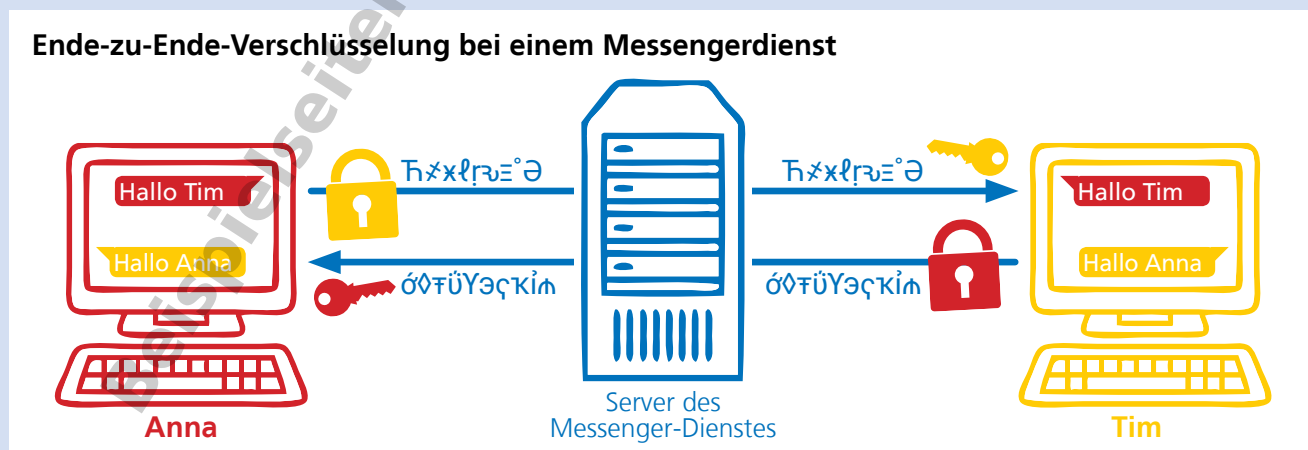 Ende-zu-Ende-Verschlüsselung bei einem Messengerdienst
Hallo Tim
Hallo Anna
Hallo Tim
Hallo Anna
Server des
Messenger-Dienstes
Anna
Tim
Beispielseiten